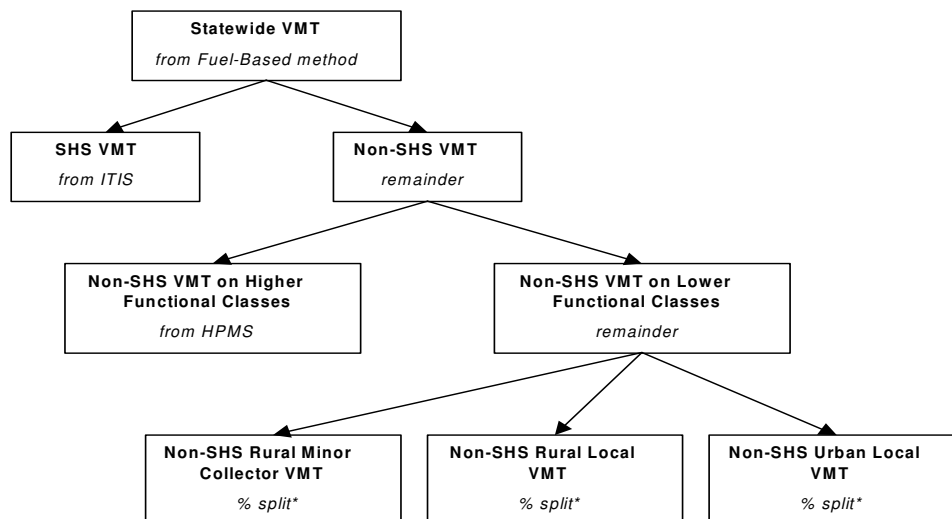 Statewide VMT
from Fuel-Based method
SHS VMT
from ITIS
Non-SHS VMT
remainder
Non-SHS VMT on Higher
Functional Classes
from HPMS
Non-SHS VMT on Lower
Functional Classes
remainder
Non-SHS Rural Minor
Collector VMT
% split*
Non-SHS Rural Local
VMT
% split*
Non-SHS Urban Local
VMT
% split*